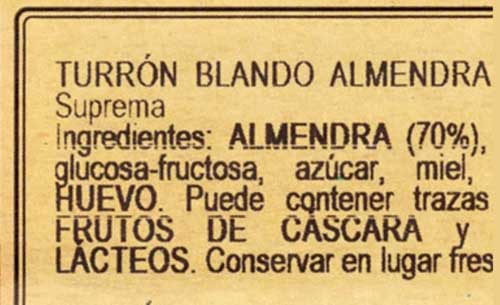 TURRÓN BLANDO ALMENDRA
Suprema
Ingredientes: ALMENDRA (70%),
glucosa-fructosa, azúcar, miel,
HUEVO. Puede contener trazas
FRUTOS DE CÁSCARA y
LÁCTEOS. Conservar en lugar fres